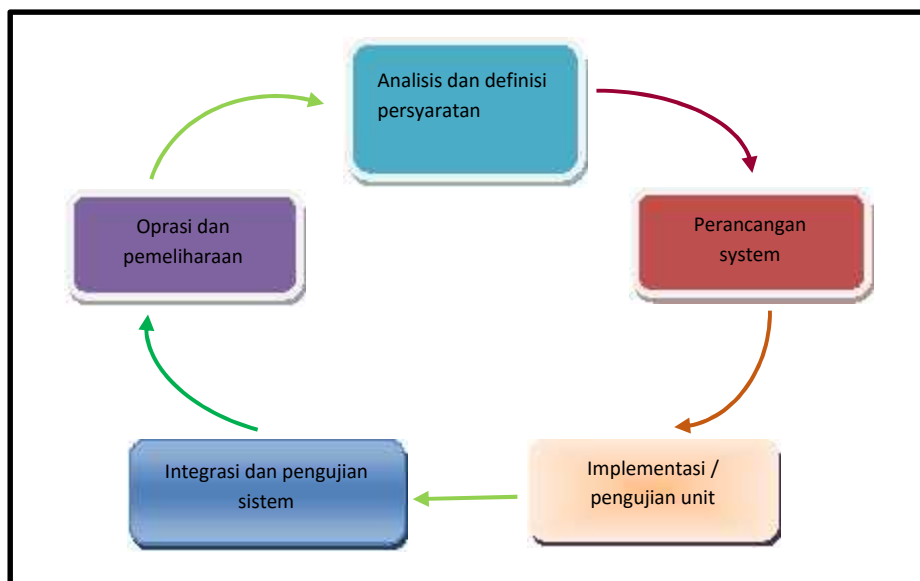 Analisis dan definisi
persyaratan
Perancangan
system
Implementasi /
pengujian unit
Integrasi dan pengujian
sistem
Oprasi dan
pemeliharaan